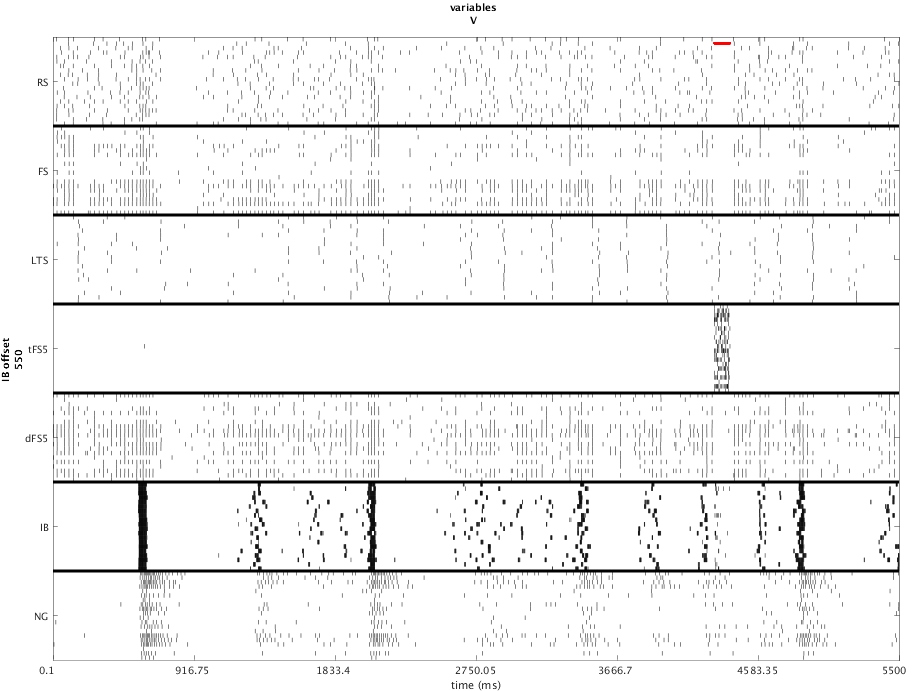 variables
V
RS
FS
LTS
tFS5
dFS5
IB
NG
IB offset
550
0.1 916.75 1833.4 2750.05 3666.7 4583.35 5500
time (ms)